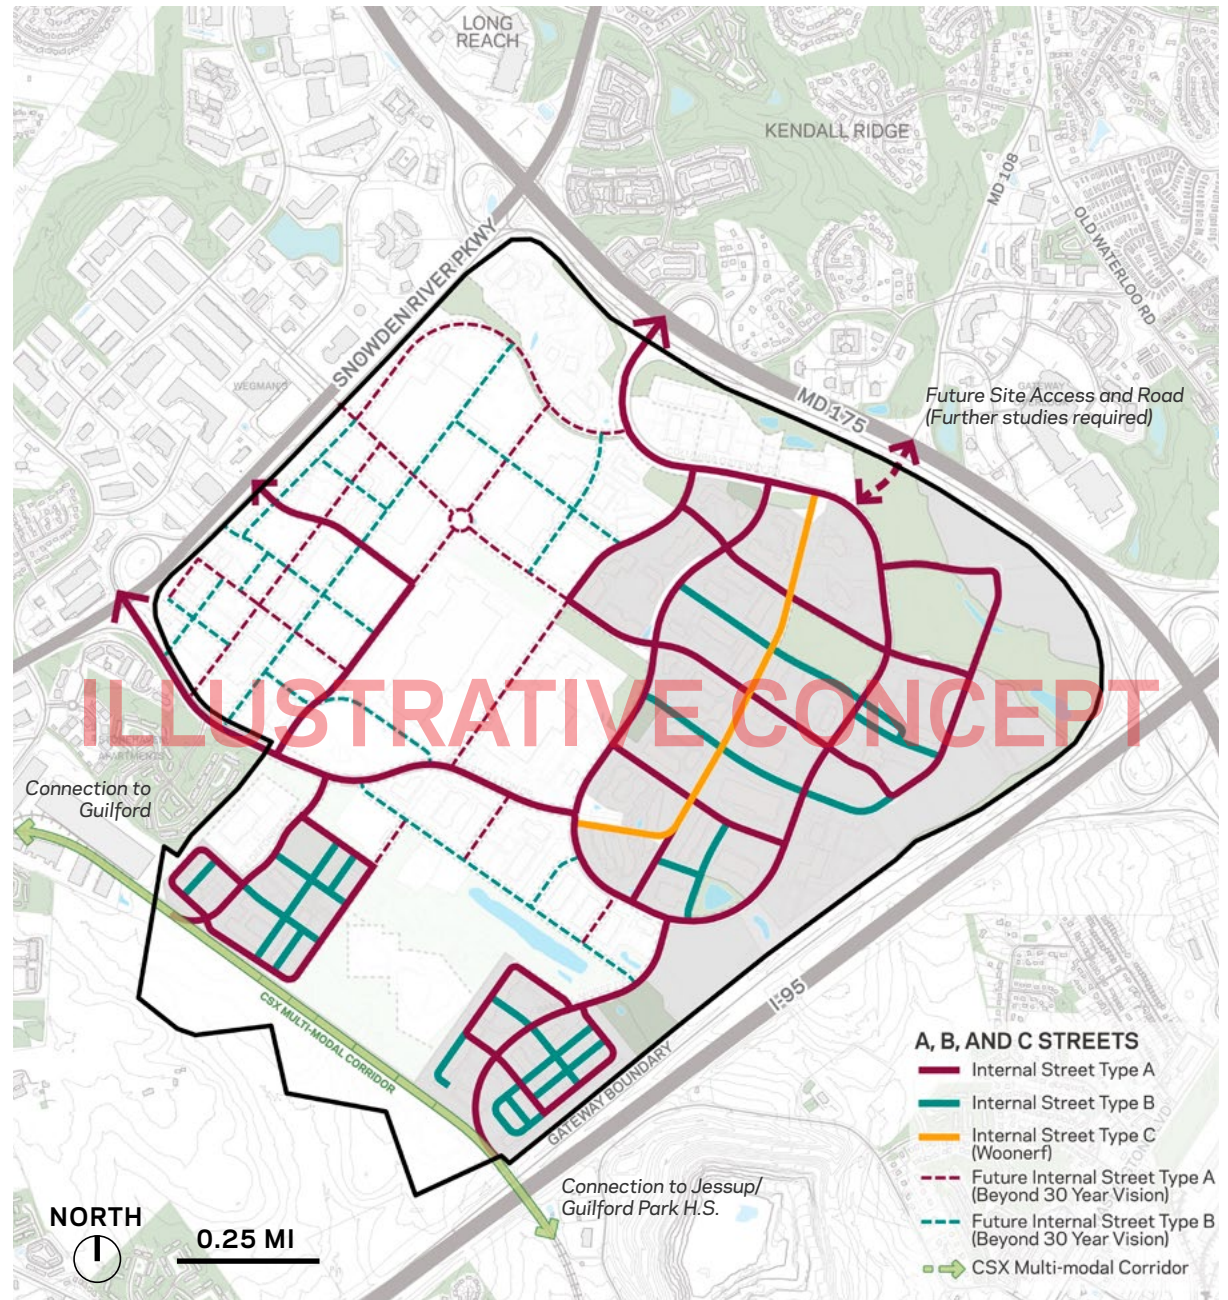 LONG
REACH
KENDALL RIDGE
MD 108
OLD WATERLOO RD
SNOWDEN RIVER PKWY
WEGMAN'S
MD 175
GATEWAY
Future Site Access and Road
(Further studies required)
ILLUSTRATIVE CONCEPT
APARTMENTS
Connection to
Guilford
CSX MULTI-MODAL CORRIDOR
I-95
GATEWAY BOUNDARY
Connection to Jessup/
Guilford Park H.S.
NORTH
0.25 MI
A, B, AND C STREETS
Internal Street Type A
Internal Street Type B
Internal Street Type C
(Woonerf)
Future Internal Street Type A
(Beyond 30 Year Vision)
Future Internal Street Type B
(Beyond 30 Year Vision)
CSX Multi-modal Corridor